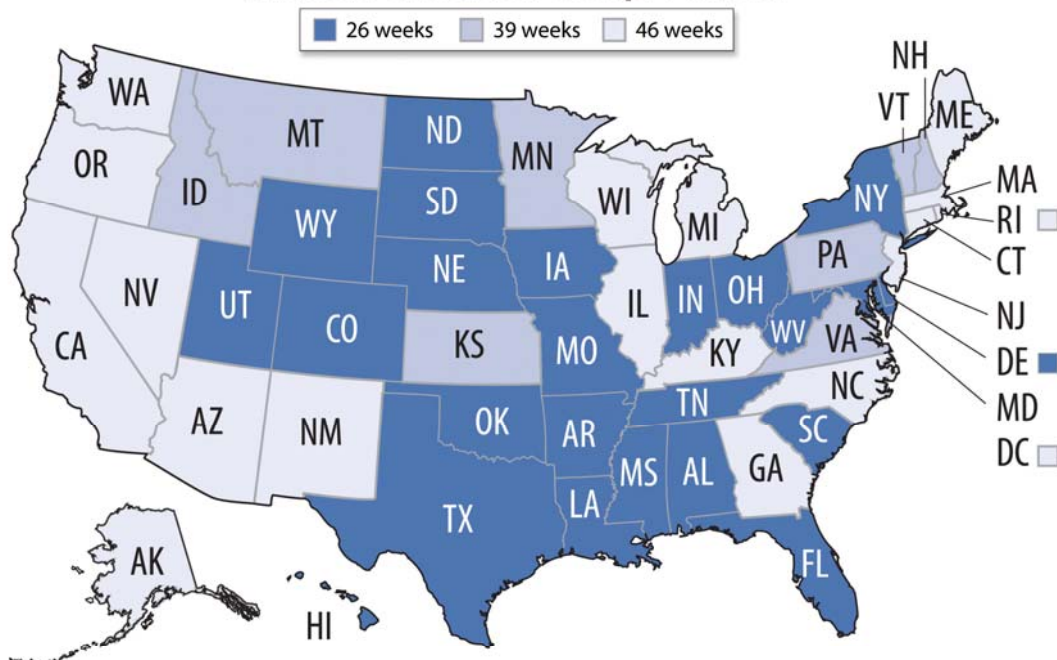 26 weeks 39 weeks 46 weeks
NH
WA
VT
ME
MT
ND
OR
MN
ID
MA
SD
WI
NY
RI
WY
MI
CT
IA
PA
NE
NV
OH
IN
IL
NJ
UT
CO
WV
CA
VA
KS
MO
KY
DE
NC
MD
TN
AZ
OK
NM
AR
SC
DC
GA
MS
AL
LA
TX
AK
FL
HI